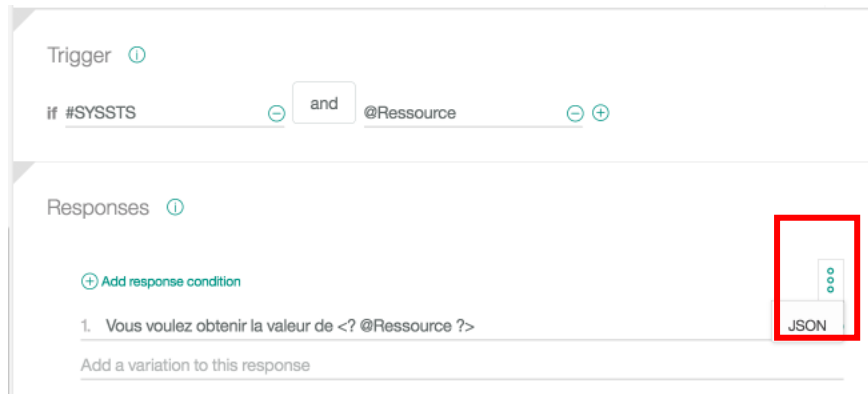 Trigger
if #SYSSTS and @Ressource
Responses
Add response condition
1. Vous voulez obtenir la valeur de <? @Ressource ?>
JSON
Add a variation to this response